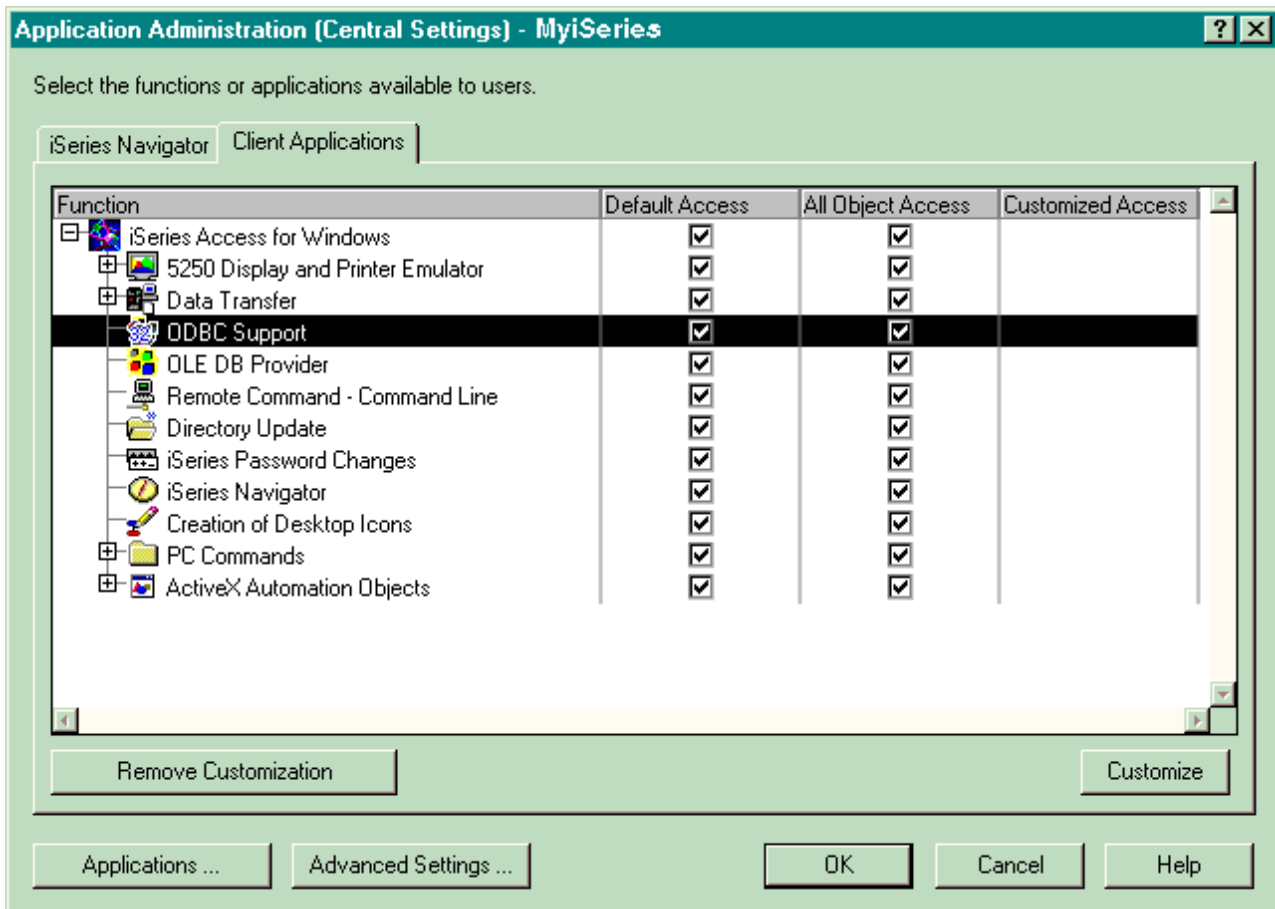 Application Administration (Central Settings) - MyiSeries
Select the functions or applications available to users.
iSeries Navigator Client Applications
Function Default Access All Object Access Customized Access
iSeries Access for Windows
5250 Display and Printer Emulator
Data Transfer
32 ODBC Support
OLE DB Provider
Remote Command - Command Line
Directory Update
iSeries Password Changes
iSeries Navigator
Creation of Desktop Icons
PC Commands
ActiveX Automation Objects
Remove Customization Customize
Applications ... Advanced Settings ... OK Cancel Help